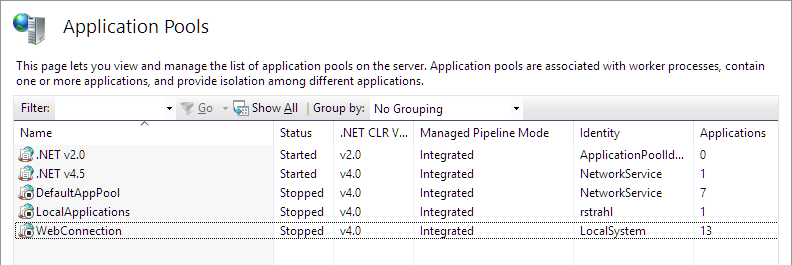 Application Pools
This page lets you view and manage the list of application pools on the server. Application pools are associated with worker processes, contain
one or more applications, and provide isolation among different applications.
Filter: Go Show All Group by: No Grouping
Name Status .NET CLR V... Managed Pipeline Mode Identity Applications
.NET v2.0 Started v2.0 Integrated ApplicationPoolId... 0
.NET v4.5 Started v4.0 Integrated NetworkService 1
DefaultAppPool Stopped v4.0 Integrated NetworkService 7
LocalApplications Stopped v4.0 Integrated rstrahl 1
WebConnection Stopped v4.0 Integrated LocalSystem 13